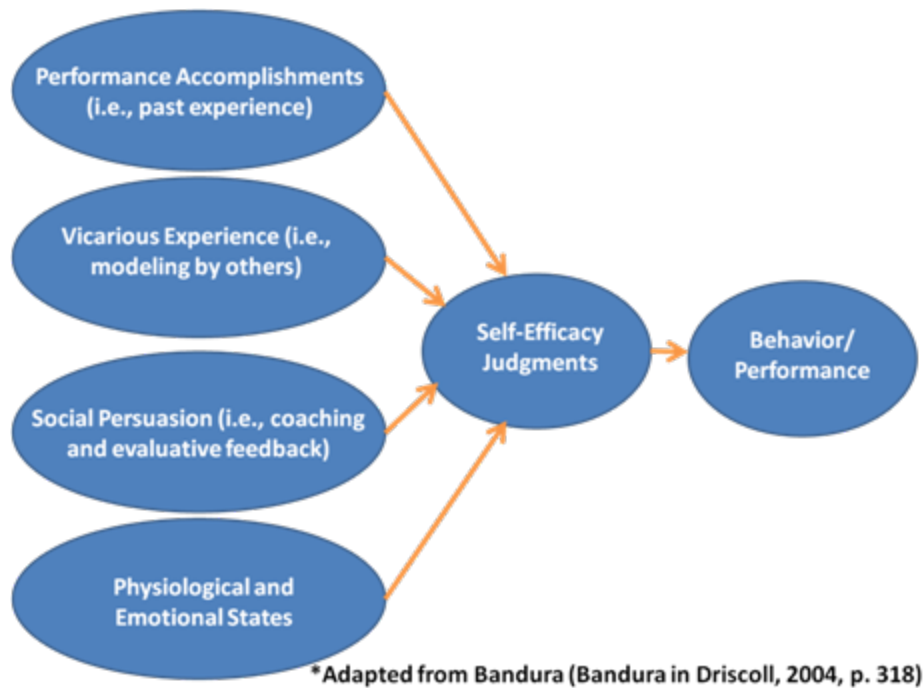 Performance Accomplishments
(i.e., past experience)
Vicarious Experience (i.e.,
modeling by others)
Social Persuasion (i.e., coaching
and evaluative feedback)
Physiological and
Emotional States
Self-Efficacy
Judgments
Behavior/
Performance
*Adapted from Bandura (Bandura in Driscoll, 2004, p. 318)